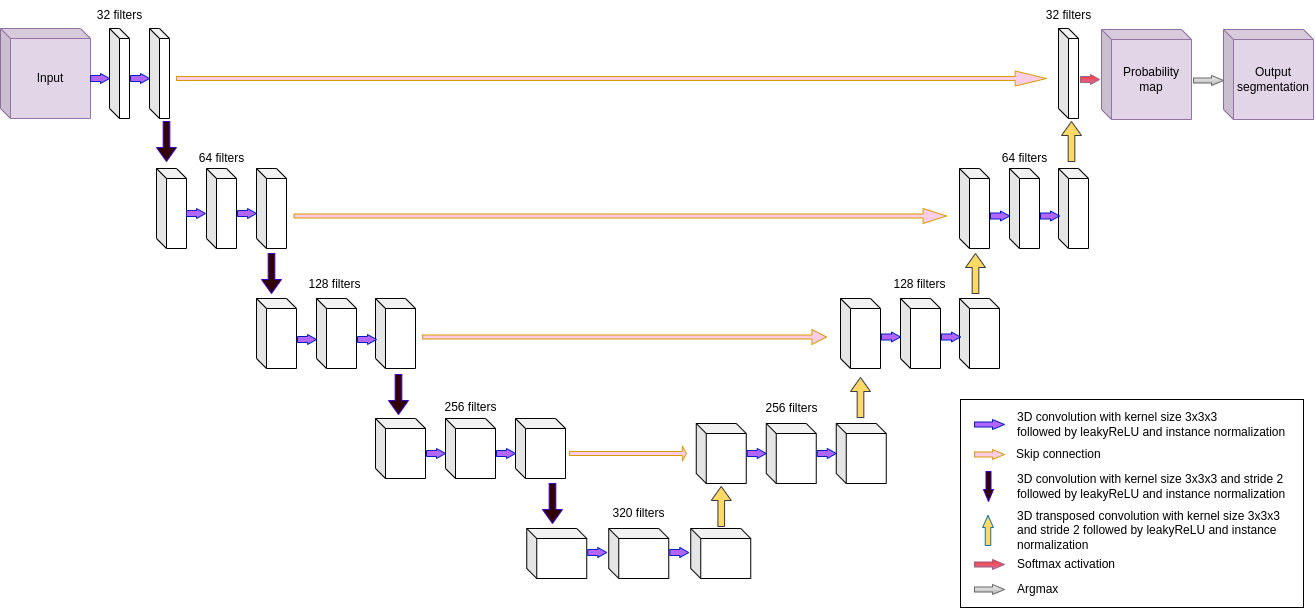 32 filters
32 filters
Input
Probability
map
Output
segmentation
64 filters
64 filters
128 filters
128 filters
256 filters
256 filters
320 filters
3D convolution with kernel size 3x3x3
followed by leakyReLU and instance normalization
Skip connection
3D convolution with kernel size 3x3x3 and stride 2
followed by leakyReLU and instance normalization
3D transposed convolution with kernel size 3x3x3
and stride 2 followed by leakyReLU and instance
normalization
Softmax activation
Argmax